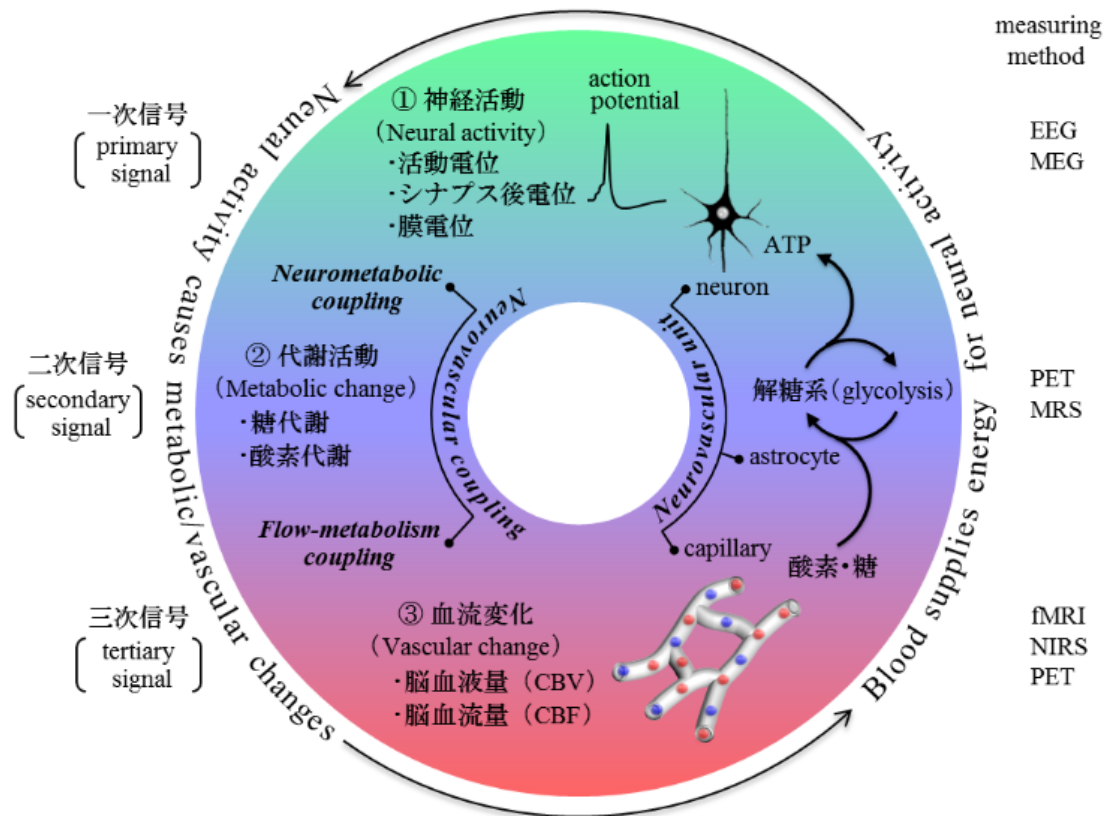 measuring
method
① 神経活動
(Neural activity)
・活動電位
・シナプス後電位
・膜電位
action
potential
一次信号
primary
signal
EEG
MEG
ATP
neuron
Neurometabolic
coupling
② 代謝活動
(Metabolic change)
・糖代謝
・酸素代謝
Neurovascular coupling
Neurovascular unit
解糖系(glycolysis)
astrocyte
二次信号
secondary
signal
PET
MRS
Flow-metabolism
coupling
capillary
酸素・糖
③ 血流変化
(Vascular change)
・脳血液量(CBV)
・脳血流量(CBF)
三次信号
tertiary
signal
fMRI
NIRS
PET
Neural activity causes metabolic/vascular changes
Blood supplies energy for neural activity